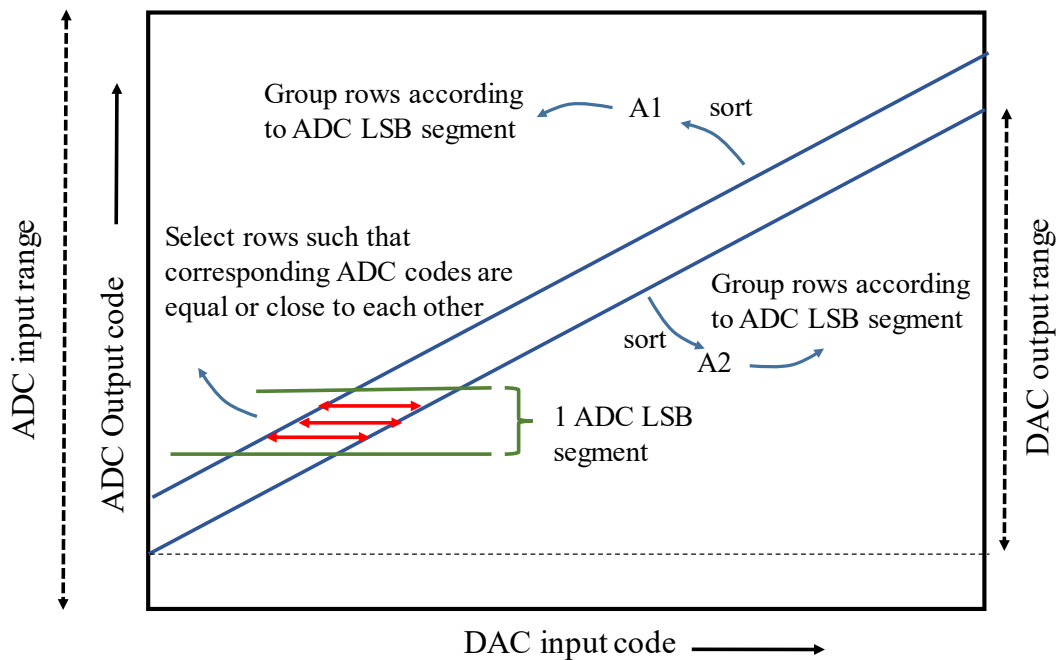 Group rows according
to ADC LSB segment
A1
sort
Select rows such that
corresponding ADC codes are
equal or close to each other
Group rows according
to ADC LSB segment
sort
A2
1 ADC LSB
segment
ADC input range
ADC Output code
DAC output range
DAC input code